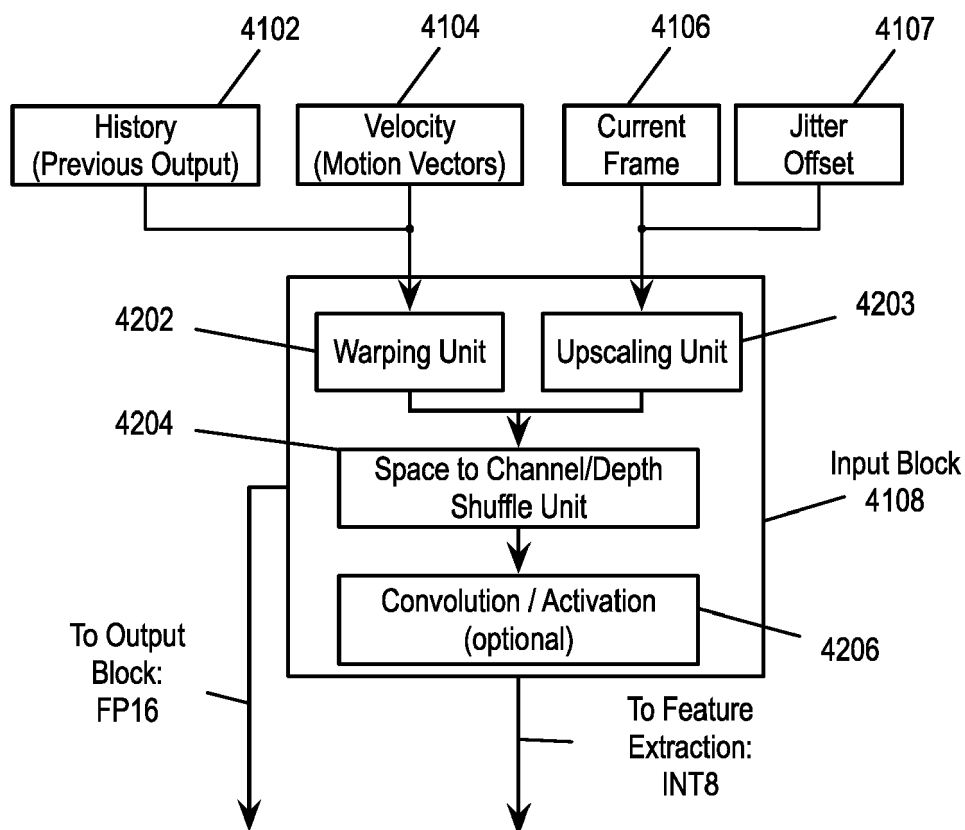 4102
4104
4106
4107
History
(Previous Output)
Velocity
(Motion Vectors)
Current
Frame
Jitter
Offset
4202
Warping Unit
Upscaling Unit
4203
4204
Space to Channel/Depth
Shuffle Unit
Input Block
4108
Convolution / Activation
(optional)
4206
To Output
Block:
FP16
To Feature
Extraction:
INT8